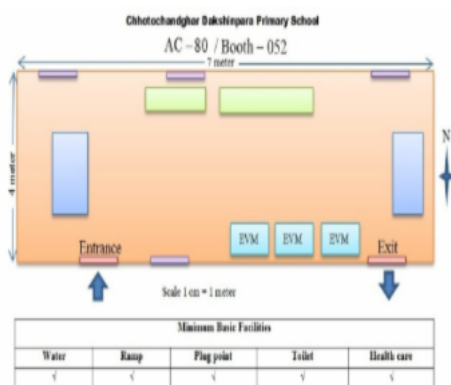 Chhotochandghar Dakshinpara Primary School
AC – 80 / Booth – 052
7 meter
4 meter
N
EVM EVM EVM
Entrance Exit
Scale 1 cm = 1 meter
Minimum Basic Facilities
Water Ramp Plug point Toilet Health care
√ √ √ √ √